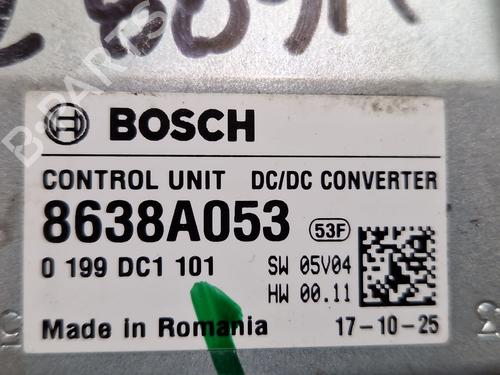 BOSCH
CONTROL UNIT DC/DC CONVERTER
8638A053 53F
0 199 DC1 101 SW 05V04
HW 00.11
Made in Romania 17-10-25
B-PARTS